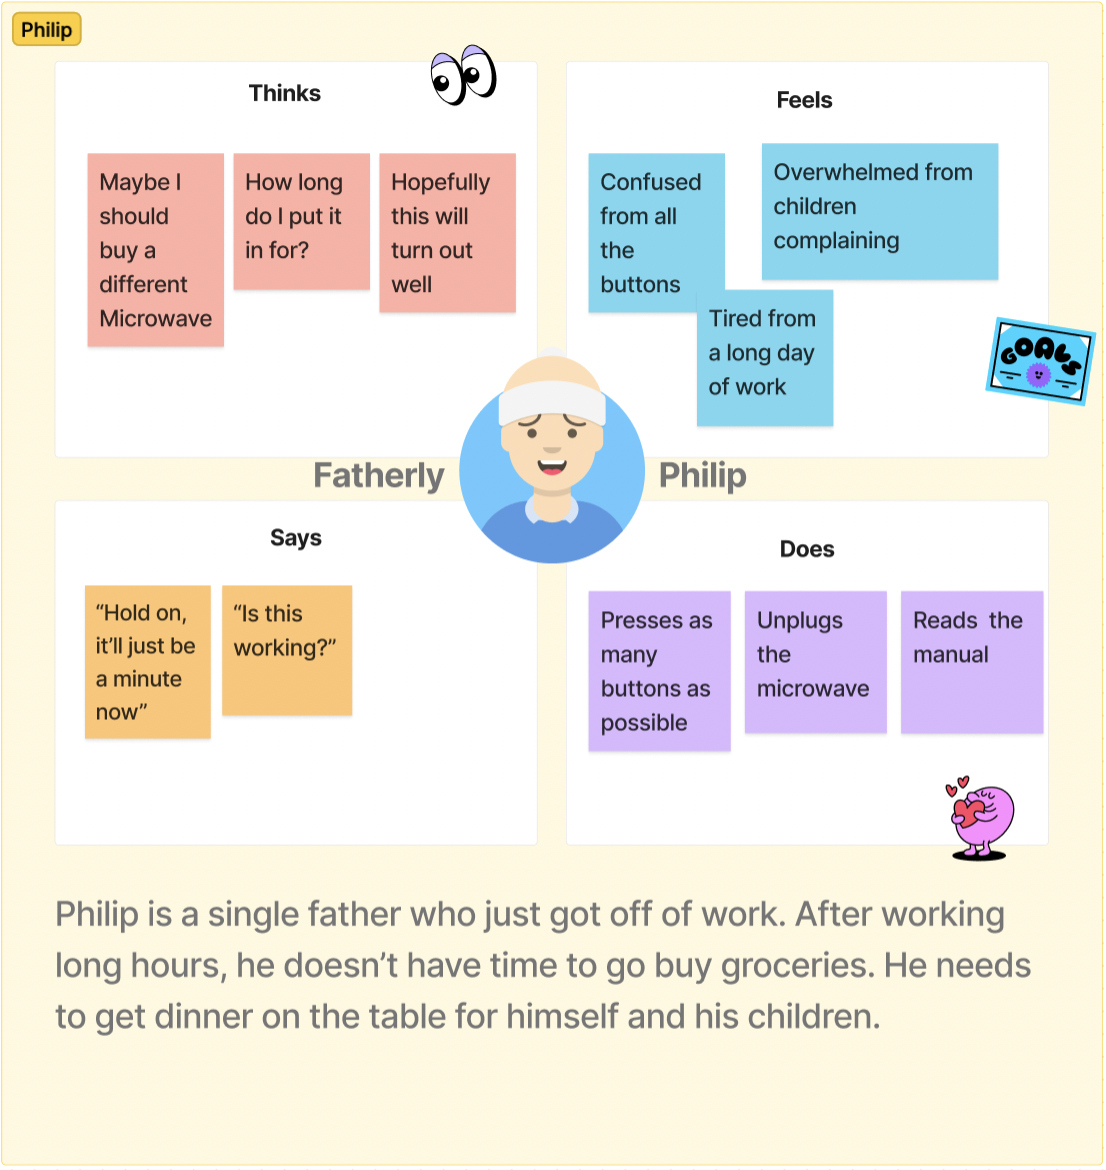 Philip
Thinks
Maybe I
should
buy a
different
Microwave
How long
do I put it
in for?
Hopefully
this will
turn out
well
Feels
Confused
from all
the
buttons
Overwhelmed from
children
complaining
Tired from
a long day
of work
GOALS
Fatherly
Philip
Says
“Hold on,
it’ll just be
a minute
now”
“Is this
working?”
Does
Presses as
many
buttons as
possible
Unplugs
the
microwave
Reads  the
manual
Philip is a single father who just got off of work. After working
long hours, he doesn’t have time to go buy groceries. He needs
to get dinner on the table for himself and his children.